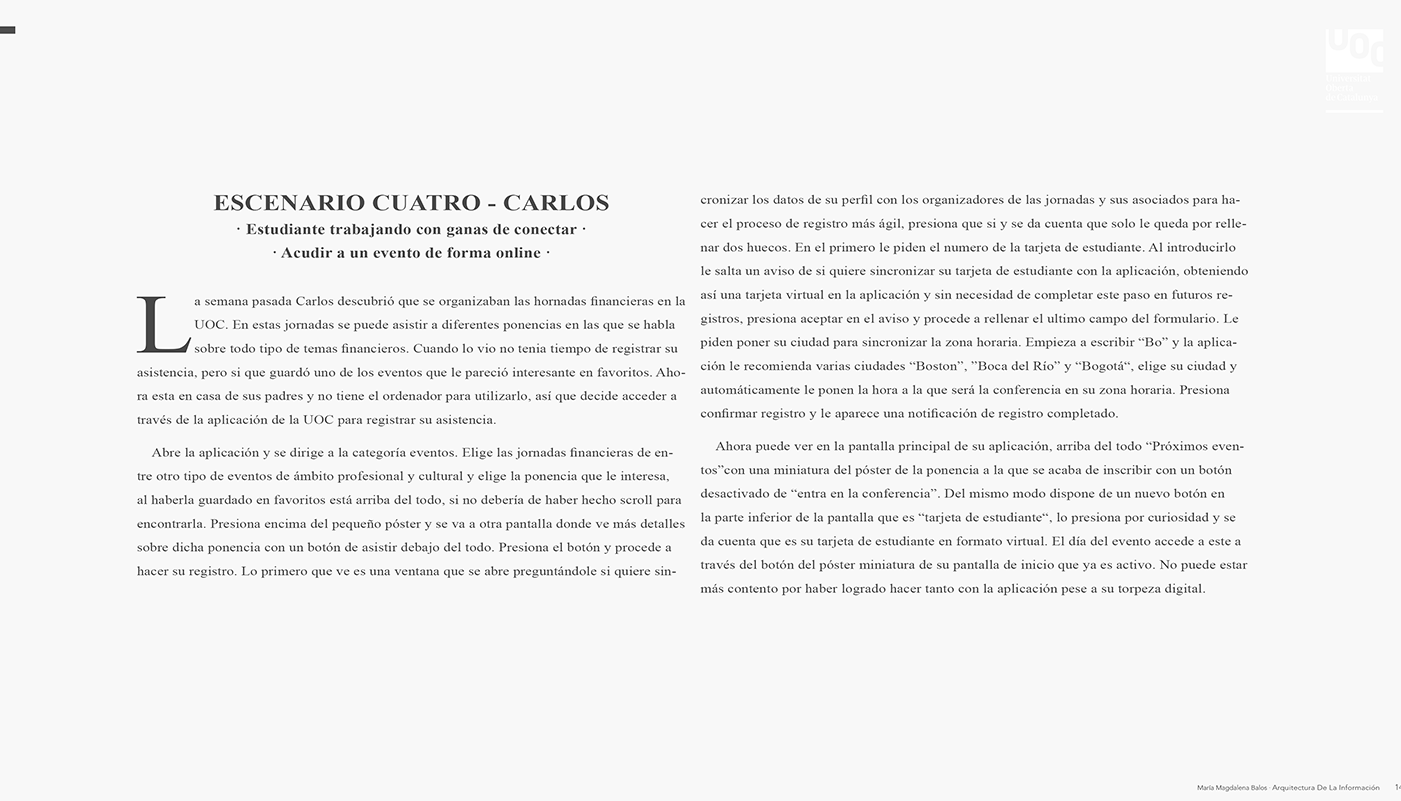 UOC
ESCENARIO CUATRO - CARLOS
· Estudiante trabajando con ganas de conectar ·
· Acudir a un evento de forma online ·
La semana pasada Carlos descubrió que se organizaban las hornadas financieras en la
UOC. En estas jornadas se puede asistir a diferentes ponencias en las que se habla
sobre todo tipo de temas financieros. Cuando lo vio no tenia tiempo de registrar su
asistencia, pero si que guardó uno de los eventos que le pareció interesante en favoritos. Aho-
ra esta en casa de sus padres y no tiene el ordenador para utilizarlo, así que decide acceder a
través de la aplicación de la UOC para registrar su asistencia.
Abre la aplicación y se dirige a la categoría eventos. Elige las jornadas financieras de en-
tre otro tipo de eventos de ámbito profesional y cultural y elige la ponencia que le interesa,
al haberla guardado en favoritos está arriba del todo, si no debería de haber hecho scroll para
encontrarla. Presiona encima del pequeño póster y se va a otra pantalla donde ve más detalles
sobre dicha ponencia con un botón de asistir debajo del todo. Presiona el botón y procede a
hacer su registro. Lo primero que ve es una ventana que se abre preguntándole si quiere sin-
cronizar los datos de su perfil con los organizadores de las jornadas y sus asociados para ha-
cer el proceso de registro más ágil, presiona que si y se da cuenta que solo le queda por relle-
nar dos huecos. En el primero le piden el numero de la tarjeta de estudiante. Al introducirlo
le salta un aviso de si quiere sincronizar su tarjeta de estudiante con la aplicación, obteniendo
así una tarjeta virtual en la aplicación y sin necesidad de completar este paso en futuros re-
gistros, presiona aceptar en el aviso y procede a rellenar el ultimo campo del formulario. Le
piden poner su ciudad para sincronizar la zona horaria. Empieza a escribir “Bo” y la aplica-
ción le recomienda varias ciudades “Boston”, ”Boca del Río” y “Bogotá“, elige su ciudad y
automáticamente le ponen la hora a la que será la conferencia en su zona horaria. Presiona
confirmar registro y le aparece una notificación de registro completado.
Ahora puede ver en la pantalla principal de su aplicación, arriba del todo “Próximos even-
tos”con una miniatura del póster de la ponencia a la que se acaba de inscribir con un botón
desactivado de “entra en la conferencia”. Del mismo modo dispone de un nuevo botón en
la parte inferior de la pantalla que es “tarjeta de estudiante“, lo presiona por curiosidad y se
da cuenta que es su tarjeta de estudiante en formato virtual. El día del evento accede a este a
través del botón del póster miniatura de su pantalla de inicio que ya es activo. No puede estar
más contento por haber logrado hacer tanto con la aplicación pese a su torpeza digital.
María Magdalena Balos · Arquitectura De La Información